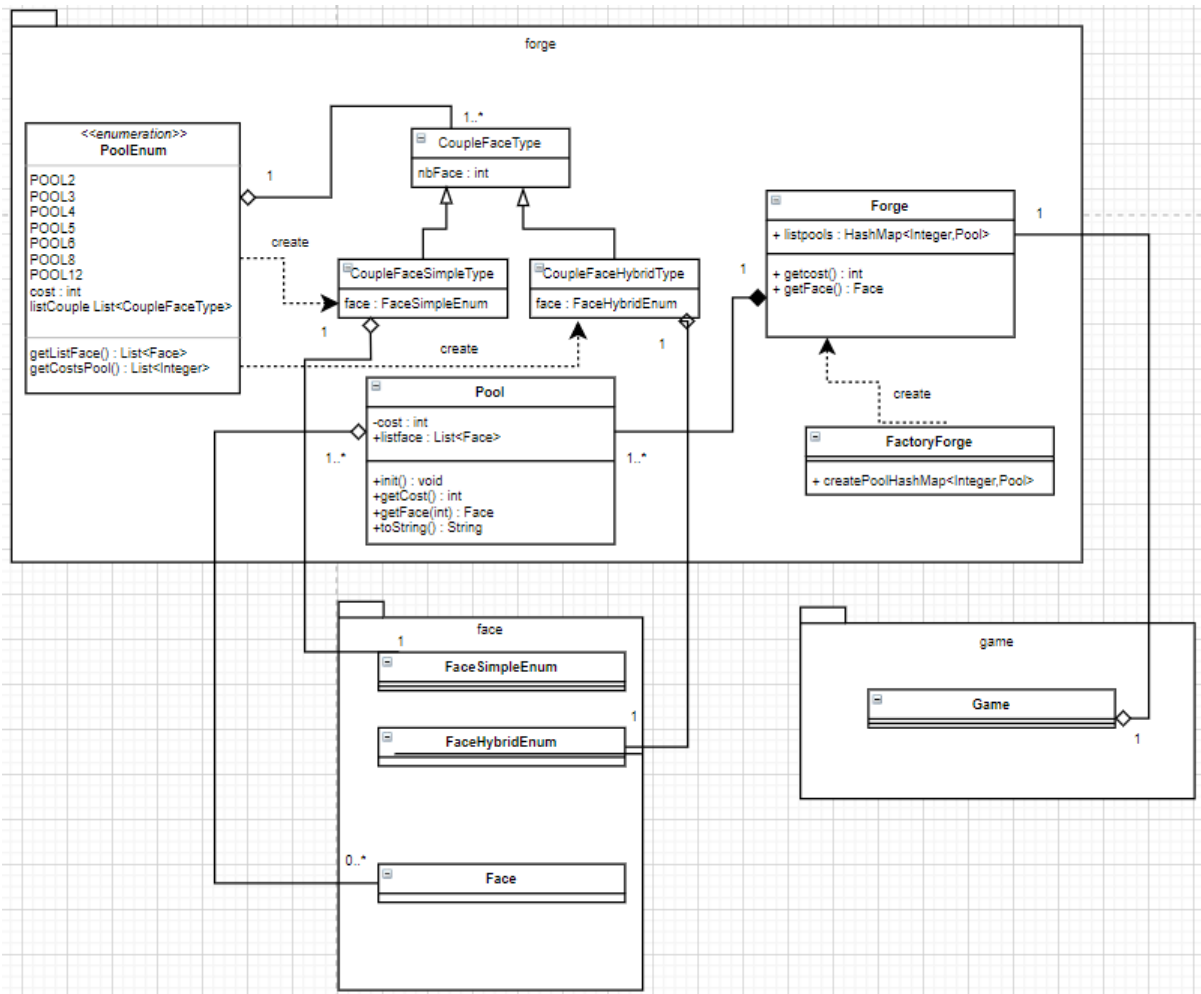 forge
<<enumeration>>
PoolEnum
POOL2
POOL3
POOL4
POOL5
POOL6
POOL8
POOL12
cost : int
listCouple List<CoupleFaceType>
getListFace() : List<Face>
getCostsPool() : List<Integer>
1
1..*
CoupleFaceType
nbFace : int
create
CoupleFaceSimpleType
face : FaceSimpleEnum
1
CoupleFaceHybridType
face : FaceHybridEnum
1
create
Forge
+ listpools : HashMap<Integer,Pool>
+ getcost() : int
+ getFace() : Face
1
1
create
Pool
-cost : int
+listface : List<Face>
+init() : void
+getCost() : int
+getFace(int) : Face
+toString() : String
1..*
1..*
FactoryForge
+ createPoolHashMap<Integer,Pool>
face
1
FaceSimpleEnum
1
FaceHybridEnum
0..*
Face
game
Game
1